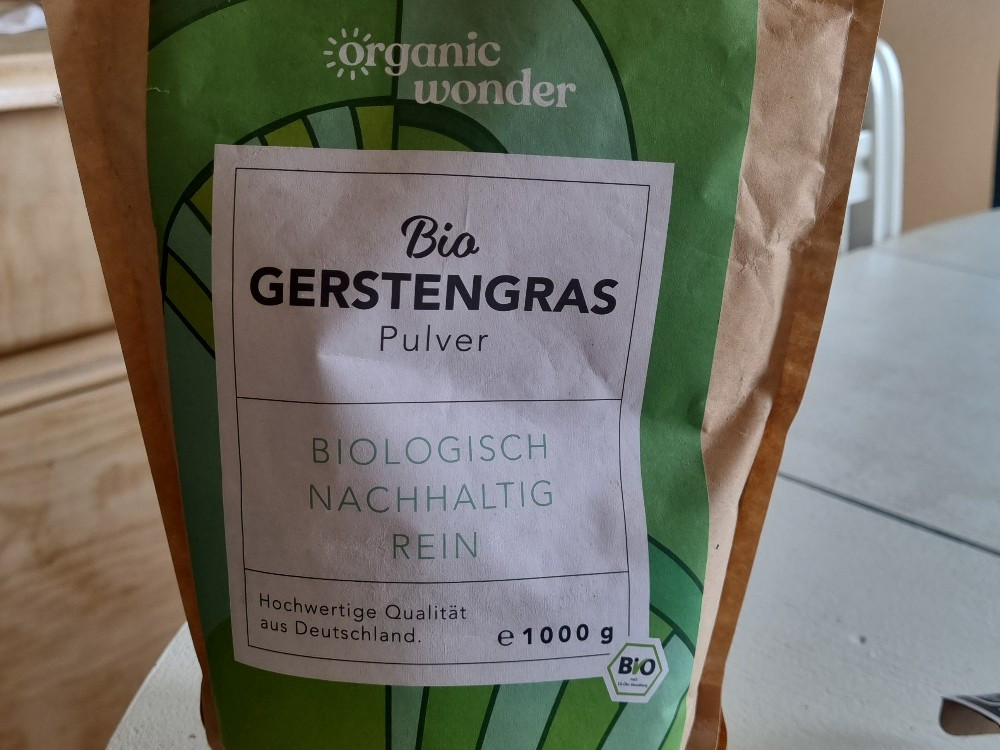 organic
wonder
Bio
GERSTENGRAS
Pulver
BIOLOGISCH
NACHHALTIG
REIN
Hochwertige Qualität
aus Deutschland.
℮ 1000 g
BIO